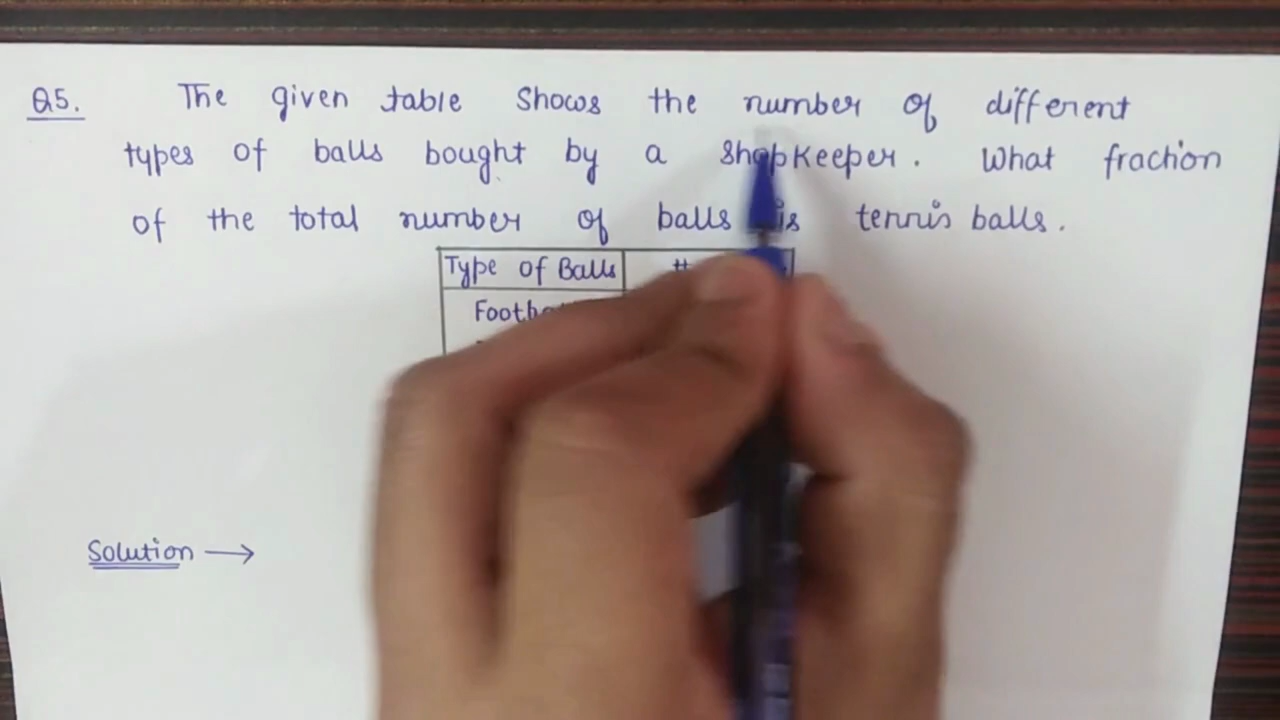 Q5. The given table shows the number of different
types of balls bought by a shopkeeper. What fraction
of the total number of balls is tennis balls.
Type of Balls
Solution →